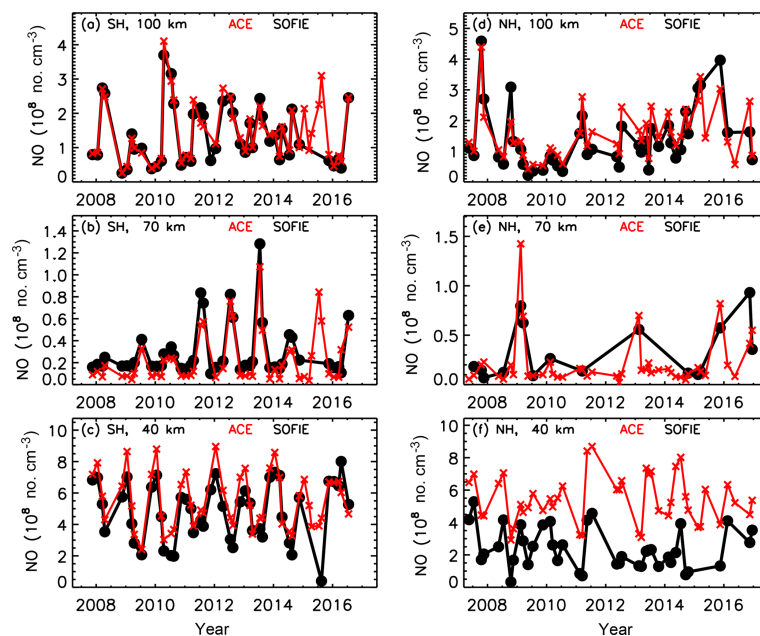 (a) SH, 100 km ACE SOFIE
NO (10⁸ no. cm⁻³)
4
3
2
1
0
2008 2010 2012 2014 2016
(d) NH, 100 km ACE SOFIE
NO (10⁸ no. cm⁻³)
5
4
3
2
1
0
2008 2010 2012 2014 2016
(b) SH, 70 km ACE SOFIE
NO (10⁸ no. cm⁻³)
1.4
1.2
1.0
0.8
0.6
0.4
0.2
0.0
2008 2010 2012 2014 2016
(e) NH, 70 km ACE SOFIE
NO (10⁸ no. cm⁻³)
1.5
1.0
0.5
0.0
2008 2010 2012 2014 2016
(c) SH, 40 km ACE SOFIE
NO (10⁸ no. cm⁻³)
10
8
6
4
2
0
2008 2010 2012 2014 2016
Year
(f) NH, 40 km ACE SOFIE
NO (10⁸ no. cm⁻³)
10
8
6
4
2
0
2008 2010 2012 2014 2016
Year